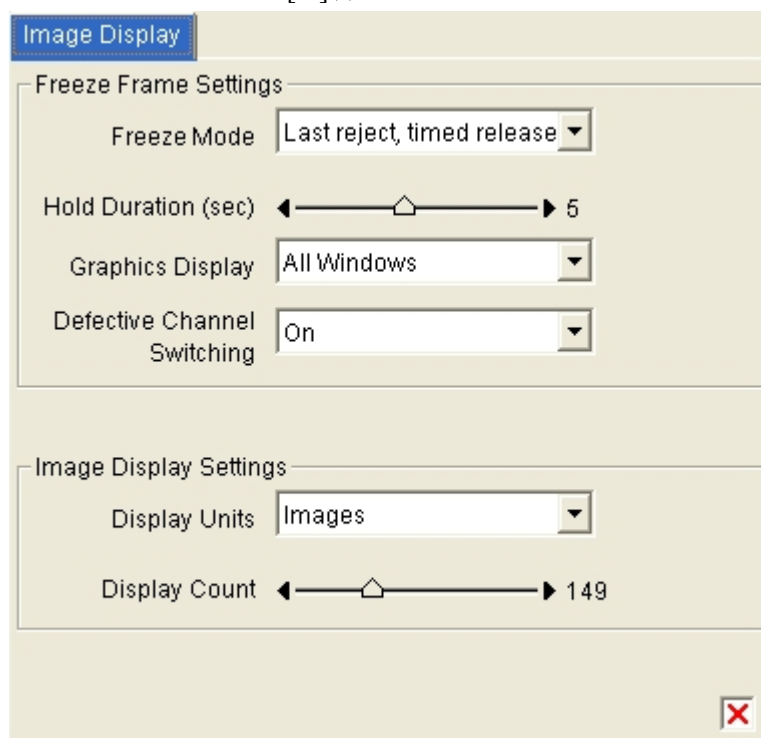 Image Display
Freeze Frame Settings
Freeze Mode Last reject, timed release
Hold Duration (sec) 5
Graphics Display All Windows
Defective Channel
Switching On
Image Display Settings
Display Units Images
Display Count 149